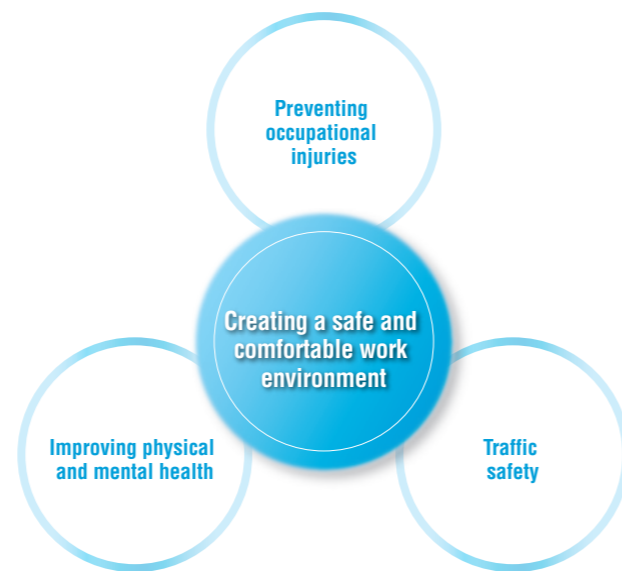 Preventing
occupational
injuries
Creating a safe and
comfortable work
environment
Improving physical
and mental health
Traffic
safety